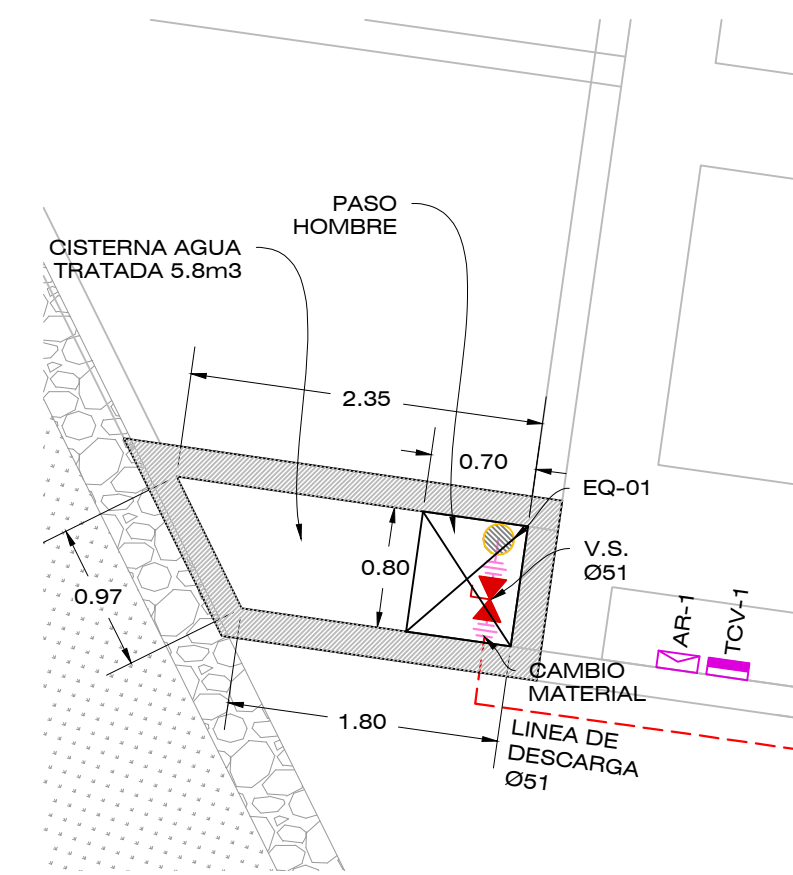 PASO
HOMBRE
CISTERNA AGUA
TRATADA 5.8m3
2.35
0.70
EQ-01
V.S.
Ø51
0.80
0.97
AR-1
TCV-1
CAMBIO
MATERIAL
1.80
LINEA DE
DESCARGA
Ø51